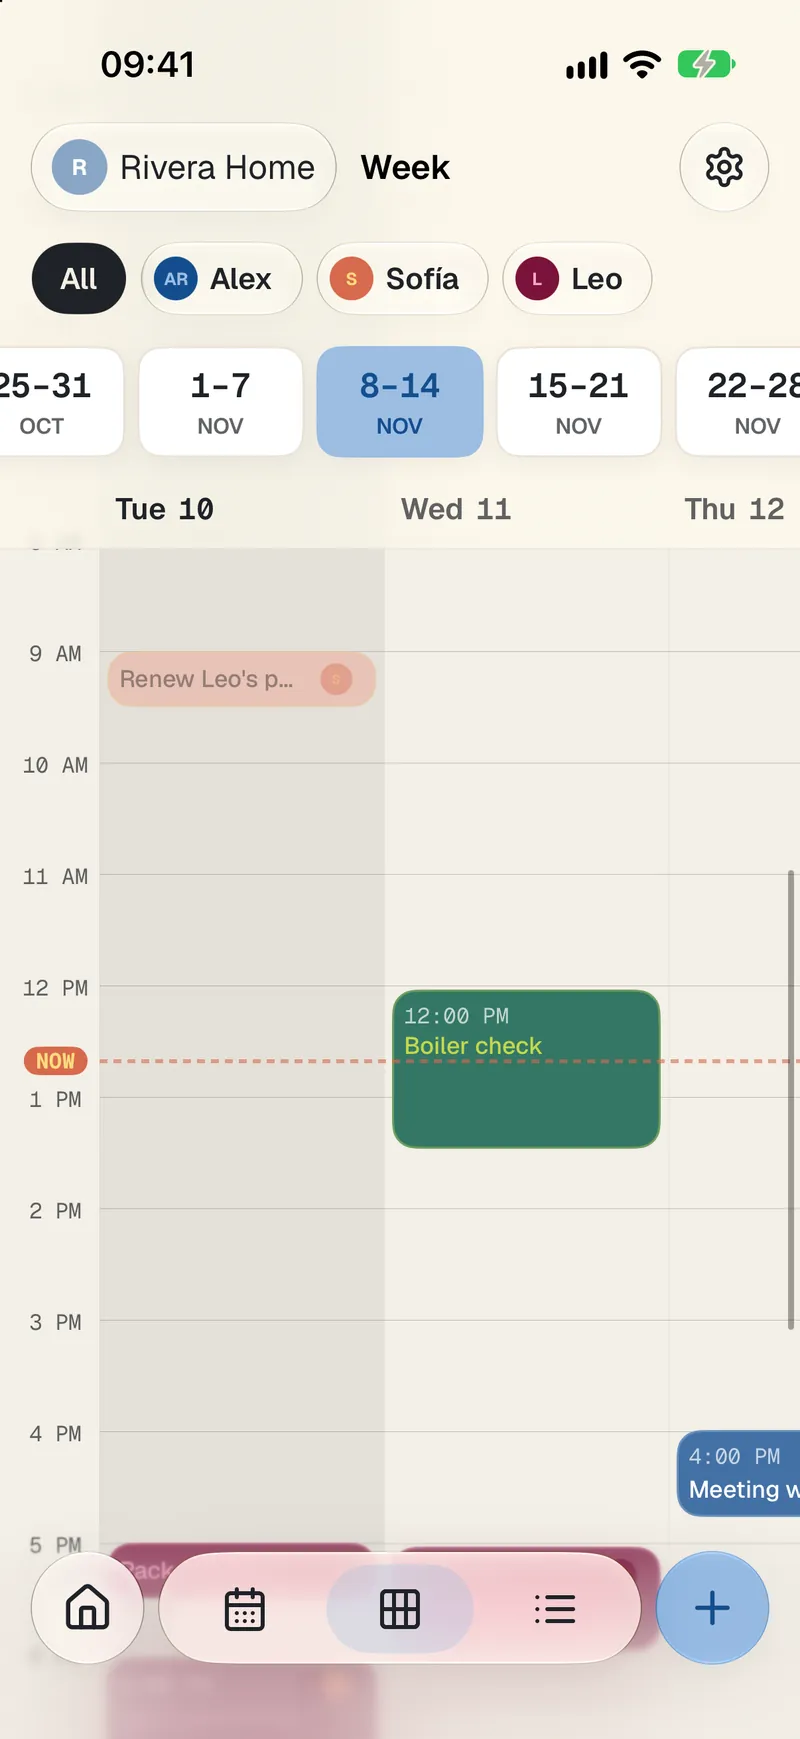 09:41
R Rivera Home Week
All AR Alex S Sofía L Leo
25–31 1–7 8–14 15–21 22–28
OCT NOV NOV NOV NOV
Tue 10 Wed 11 Thu 12
9 AM
Renew Leo's p... S
10 AM
11 AM
12 PM
12:00 PM
Boiler check
NOW
1 PM
2 PM
3 PM
4 PM
4:00 PM
Meeting w
5 PM
Pack